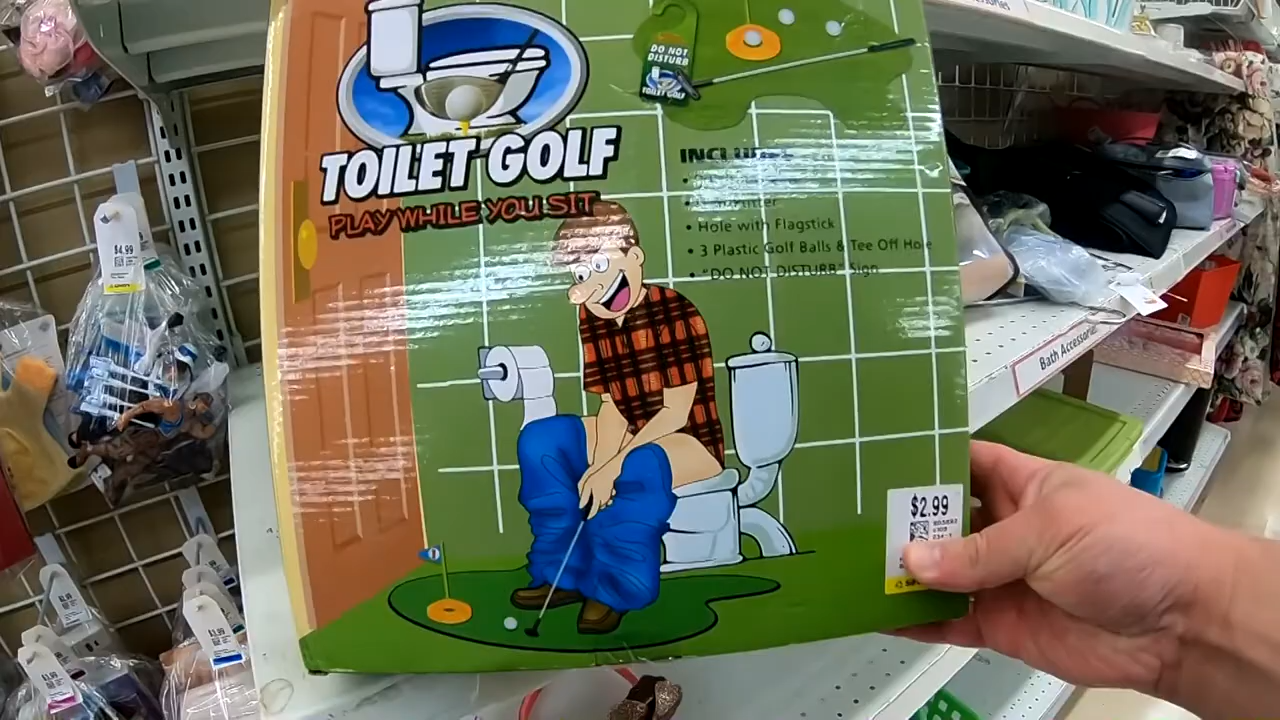 DO NOT
DISTURB
TOILET GOLF
TOILET GOLF
PLAY WHILE YOU SIT
• Hole with Flagstick
• 3 Plastic Golf Balls & Tee Off Hole
• "DO NOT DISTURB" Sign
$2.99
$4.99
Bath Accessories